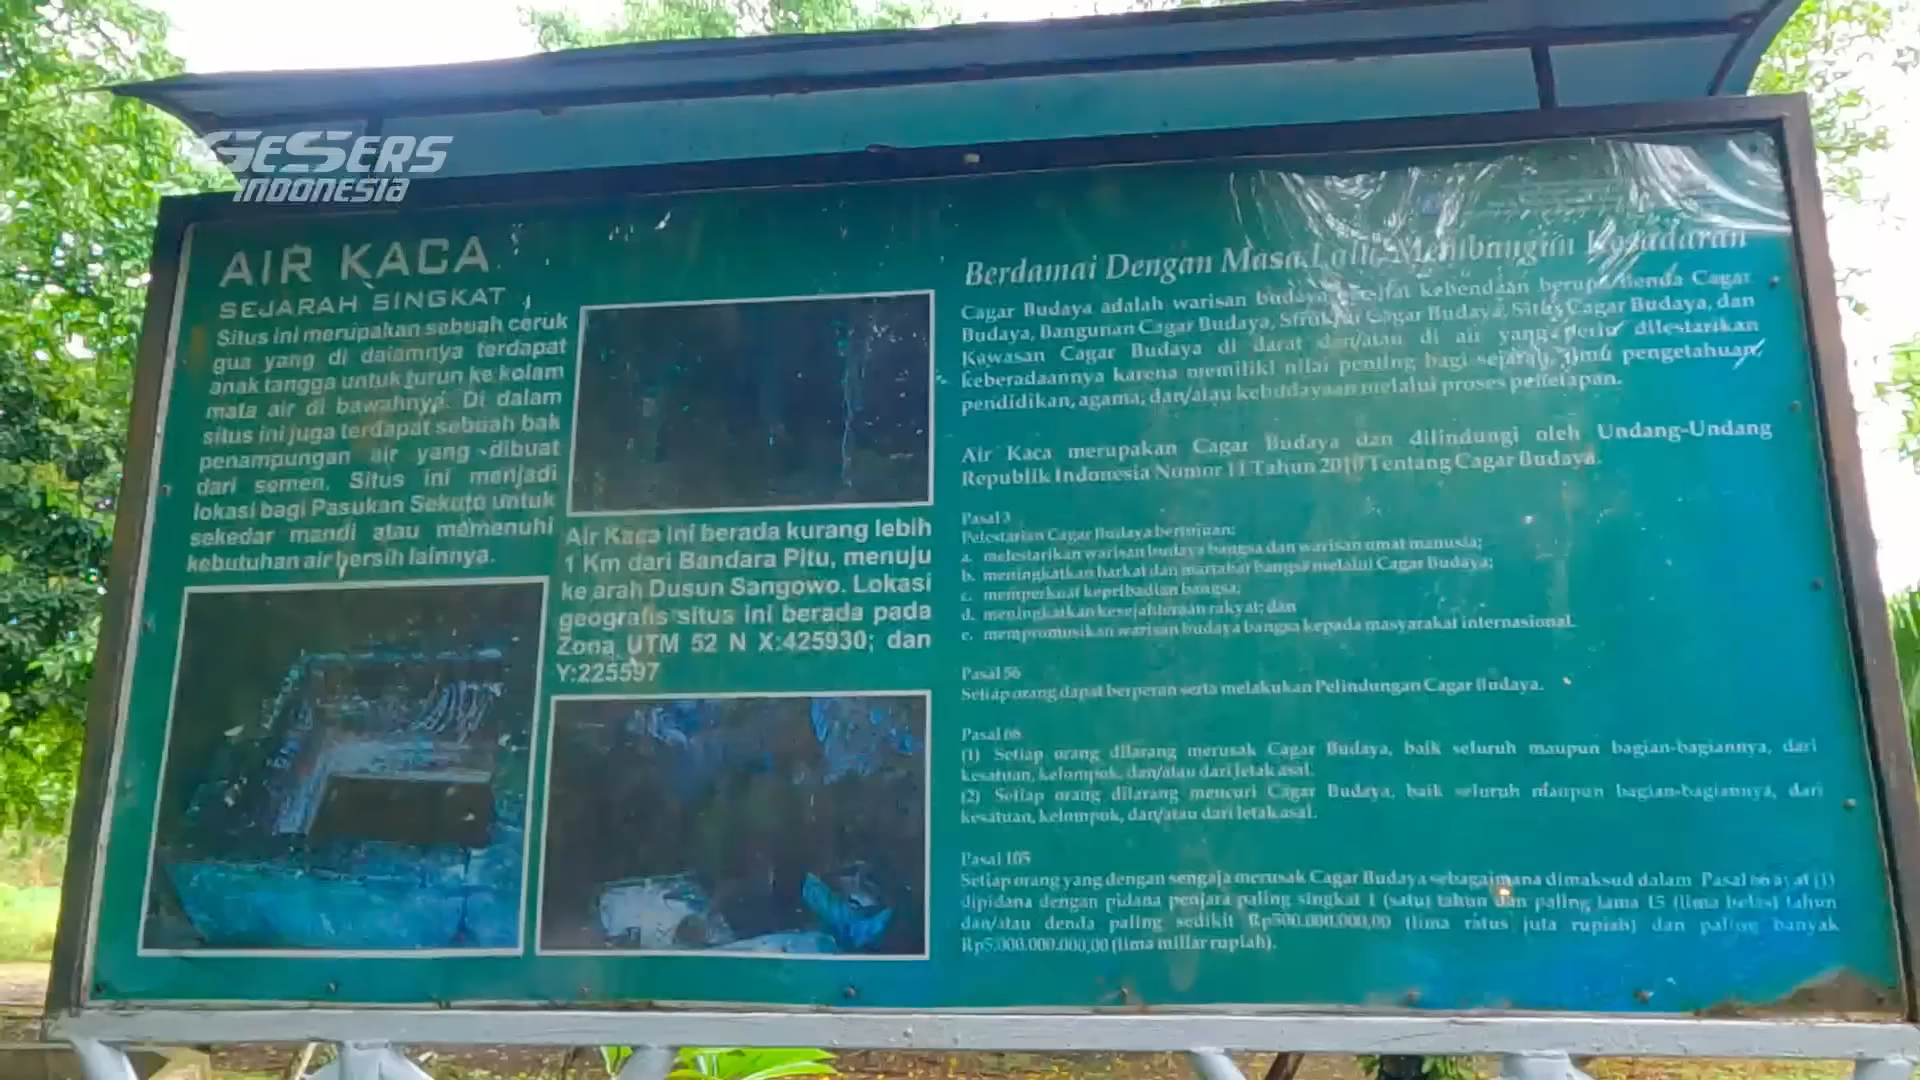 GESERS
INDONESIA
AIR KACA
SEJARAH SINGKAT
Situs ini merupakan sebuah ceruk
gua yang di dalamnya terdapat
anak tangga untuk turun ke kolam
mata air di bawahnya. Di dalam
situs ini juga terdapat sebuah bak
penampungan air yang dibuat
dari semen. Situs ini menjadi
lokasi bagi Pasukan Sekutu untuk
sekedar mandi atau memenuhi
kebutuhan air bersih lainnya.
Air Kaca ini berada kurang lebih
1 Km dari Bandara Pitu, menuju
ke arah Dusun Sangowo. Lokasi
geografis situs ini berada pada
Zona UTM 52 N X:425930; dan
Y:225597
Berdamai Dengan Masa Lalu, Membangun
Cagar Budaya adalah warisan budaya bersifat kebendaan berupa Benda Cagar
Budaya, Bangunan Cagar Budaya, Struktur Cagar Budaya, Situs Cagar Budaya, dan
Kawasan Cagar Budaya di darat dan/atau di air yang perlu dilestarikan
keberadaannya karena memiliki nilai penting bagi sejarah, ilmu pengetahuan,
pendidikan, agama, dan/atau kebudayaan melalui proses penetapan.
Air Kaca merupakan Cagar Budaya dan dilindungi oleh Undang-Undang
Republik Indonesia Nomor 11 Tahun 2010 Tentang Cagar Budaya.
Pasal 3
Pelestarian Cagar Budaya bertujuan:
a. melestarikan warisan budaya bangsa dan warisan umat manusia;
b. meningkatkan harkat dan martabat bangsa melalui Cagar Budaya;
c. memperkuat kepribadian bangsa;
d. meningkatkan kesejahteraan rakyat; dan
e. mempromosikan warisan budaya bangsa kepada masyarakat internasional.
Pasal 56
Setiap orang dapat berperan serta melakukan Pelindungan Cagar Budaya.
Pasal 66
(1) Setiap orang dilarang merusak Cagar Budaya, baik seluruh maupun bagian-bagiannya, dari
kesatuan, kelompok, dan/atau dari letak asal.
(2) Setiap orang dilarang mencuri Cagar Budaya, baik seluruh maupun bagian-bagiannya, dari
kesatuan, kelompok, dan/atau dari letak asal.
Pasal 105
Setiap orang yang dengan sengaja merusak Cagar Budaya sebagaimana dimaksud dalam Pasal 66 ayat (1)
dipidana dengan pidana penjara paling singkat 1 (satu) tahun dan paling lama 15 (lima belas) tahun
dan/atau denda paling sedikit Rp500.000.000,00 (lima ratus juta rupiah) dan paling banyak
Rp5.000.000.000,00 (lima miliar rupiah).